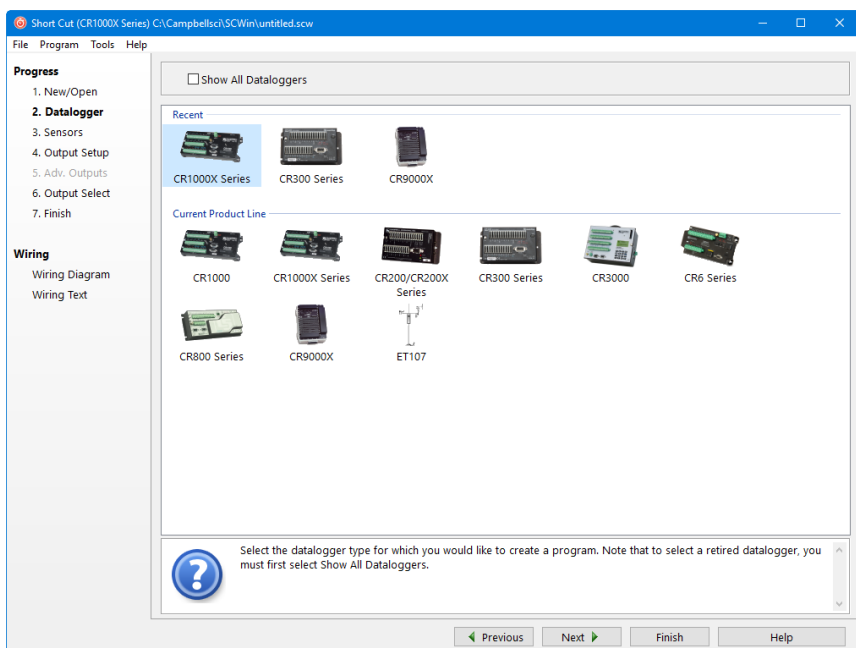 Short Cut (CR1000X Series) C:\Campbellsci\SCWin\untitled.scw
File Program Tools Help
Progress
1. New/Open
2. Datalogger
3. Sensors
4. Output Setup
5. Adv. Outputs
6. Output Select
7. Finish
Wiring
Wiring Diagram
Wiring Text
Show All Dataloggers
Recent
CR1000X Series CR300 Series CR9000X
Current Product Line
CR1000 CR1000X Series CR200/CR200X Series CR300 Series CR3000 CR6 Series
CR800 Series CR9000X ET107
Select the datalogger type for which you would like to create a program. Note that to select a retired datalogger, you
must first select Show All Dataloggers.
Previous Next Finish Help